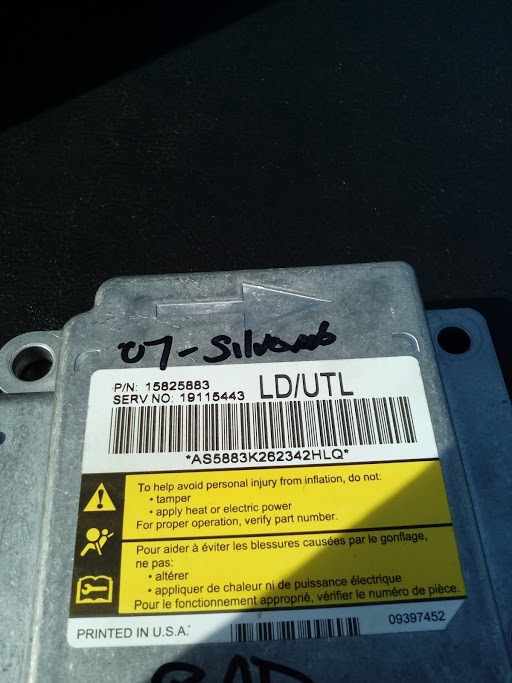 07-Silverado
P/N: 15825883
SERV NO: 19115443 LD/UTL
*AS5883K262342HLQ*
To help avoid personal injury from inflation, do not:
• tamper
• apply heat or electric power
For proper operation, verify part number.
Pour aider à éviter les blessures causées par le gonflage,
ne pas:
• altérer
• appliquer de chaleur ni de puissance électrique
Pour le fonctionnement approprié, vérifier le numéro de pièce.
PRINTED IN U.S.A.
09397452
BAD